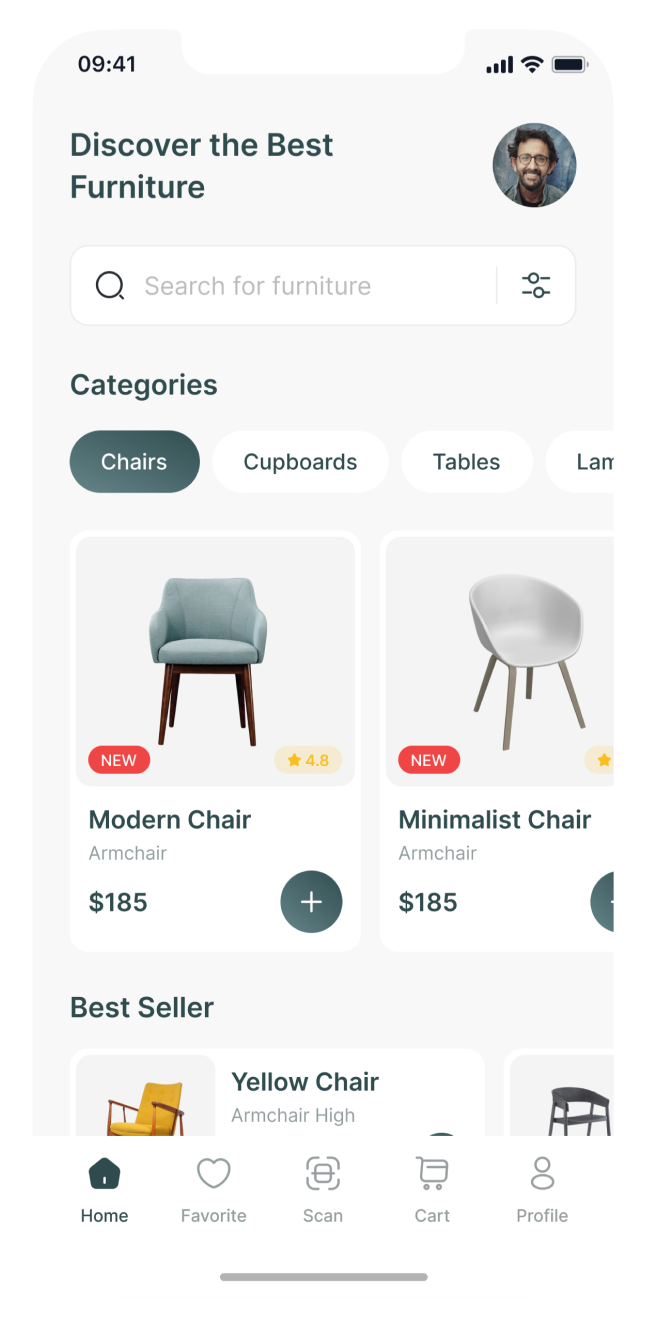 09:41
Discover the Best
Furniture
Search for furniture
Categories
Chairs Cupboards Tables Lam
NEW 4.8 NEW
Modern Chair Minimalist Chair
Armchair Armchair
$185 $185
Best Seller
Yellow Chair
Armchair High
Home Favorite Scan Cart Profile